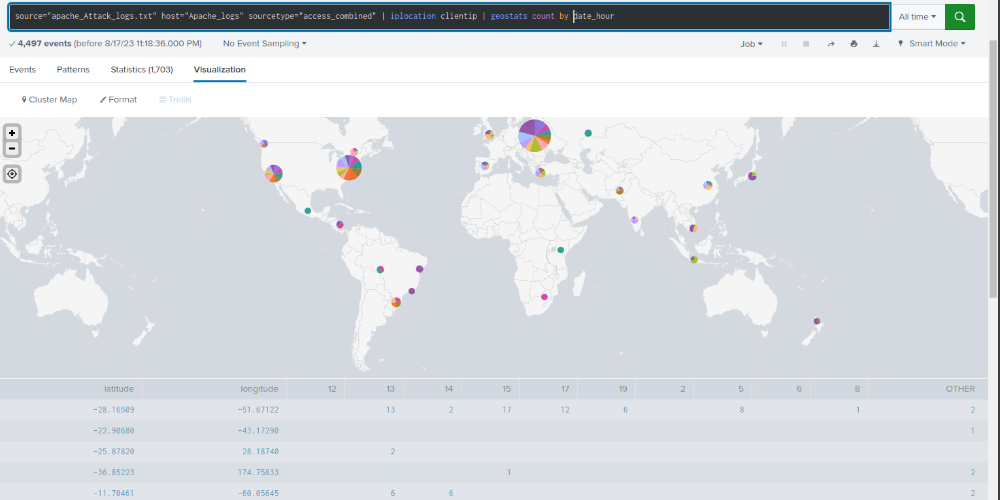 source="apache_Attack_logs.txt" host="Apache_logs" sourcetype="access_combined" | iplocation clientip | geostats count by date_hour
All time
4,497 events (before 8/17/23 11:18:36.000 PM) No Event Sampling
Job Smart Mode
Events Patterns Statistics (1,703) Visualization
Cluster Map Format Trellis
+
−
latitude longitude 12 13 14 15 17 19 2 5 6 8 OTHER
-28.16509 -51.67122 13 2 17 12 6 8 1 2
-22.90680 -43.17290 1
-25.87820 28.18740 2
-36.85223 174.75833 1 2
-11.70461 -60.05645 6 6 2